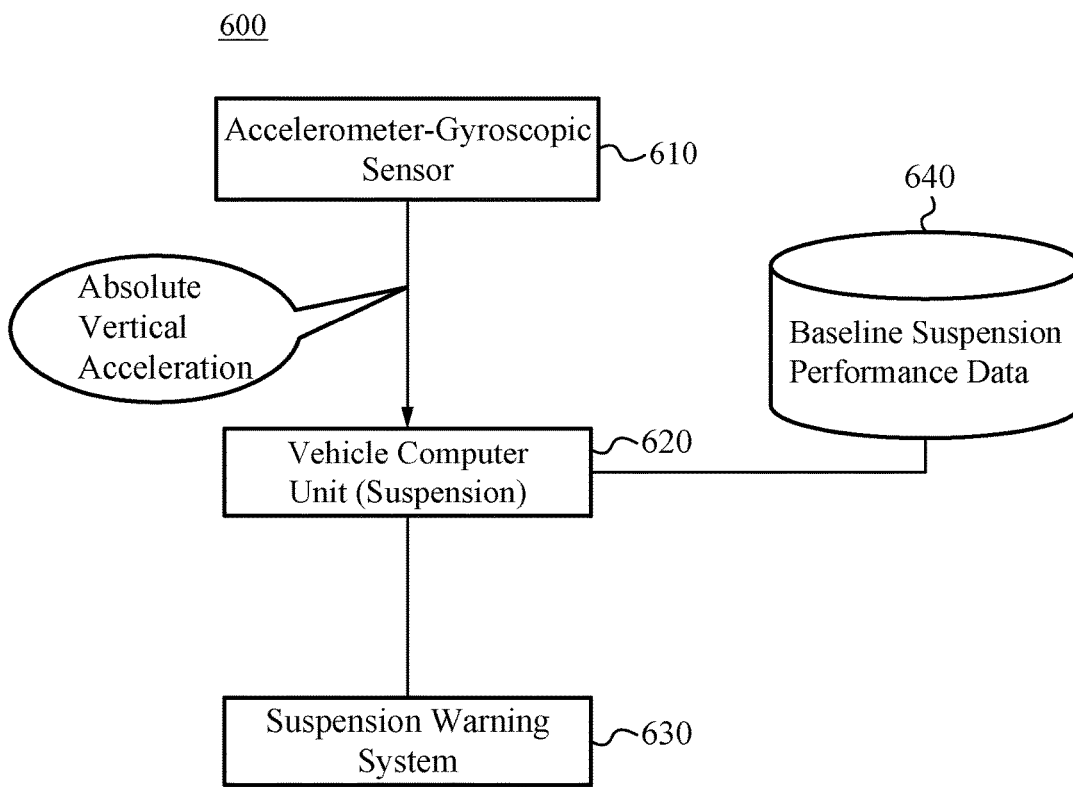 600
Accelerometer-Gyroscopic
Sensor
610
640
Absolute
Vertical
Acceleration
Baseline Suspension
Performance Data
620
Vehicle Computer
Unit (Suspension)
Suspension Warning
System
630